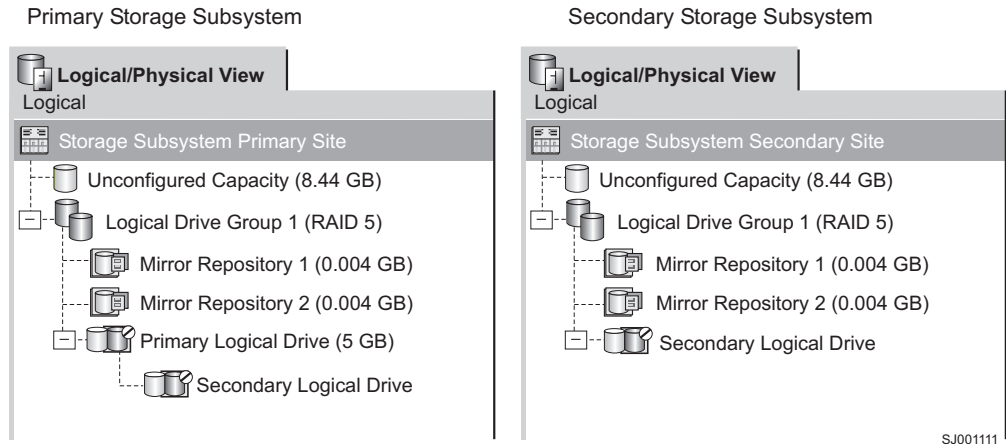 Primary Storage Subsystem
Logical/Physical View
Logical
Storage Subsystem Primary Site
Unconfigured Capacity (8.44 GB)
Logical Drive Group 1 (RAID 5)
Mirror Repository 1 (0.004 GB)
Mirror Repository 2 (0.004 GB)
Primary Logical Drive (5 GB)
Secondary Logical Drive
Secondary Storage Subsystem
Logical/Physical View
Logical
Storage Subsystem Secondary Site
Unconfigured Capacity (8.44 GB)
Logical Drive Group 1 (RAID 5)
Mirror Repository 1 (0.004 GB)
Mirror Repository 2 (0.004 GB)
Secondary Logical Drive
SJ001111